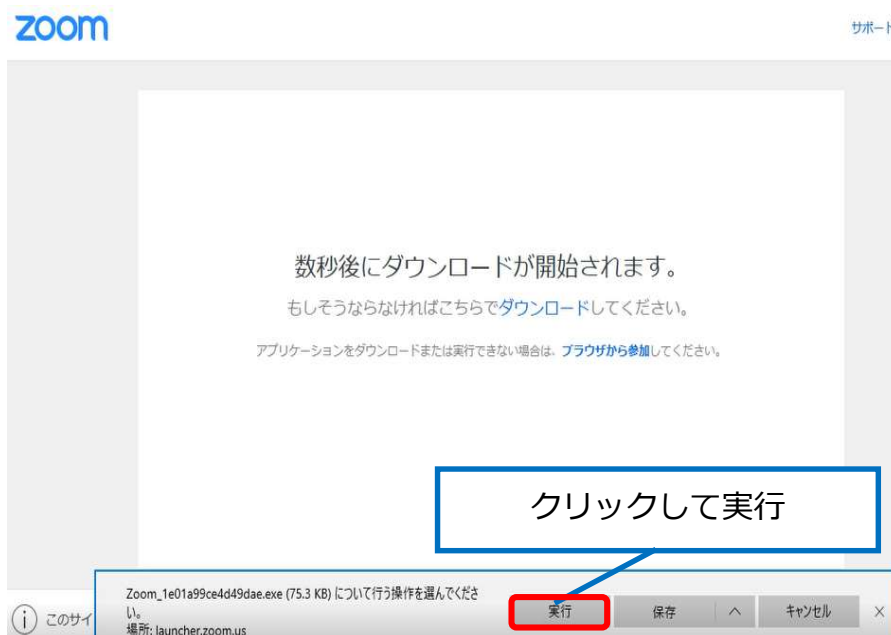 zoom
サポート
数秒後にダウンロードが開始されます。
もしそうならなければこちらでダウンロードしてください。
アプリケーションをダウンロードまたは実行できない場合は、ブラウザから参加してください。
クリックして実行
Zoom_1e01a99ce4d49dae.exe (75.3 KB) について行う操作を選んでくださ
い。
場所: launcher.zoom.us
実行
保存
キャンセル
このサイ